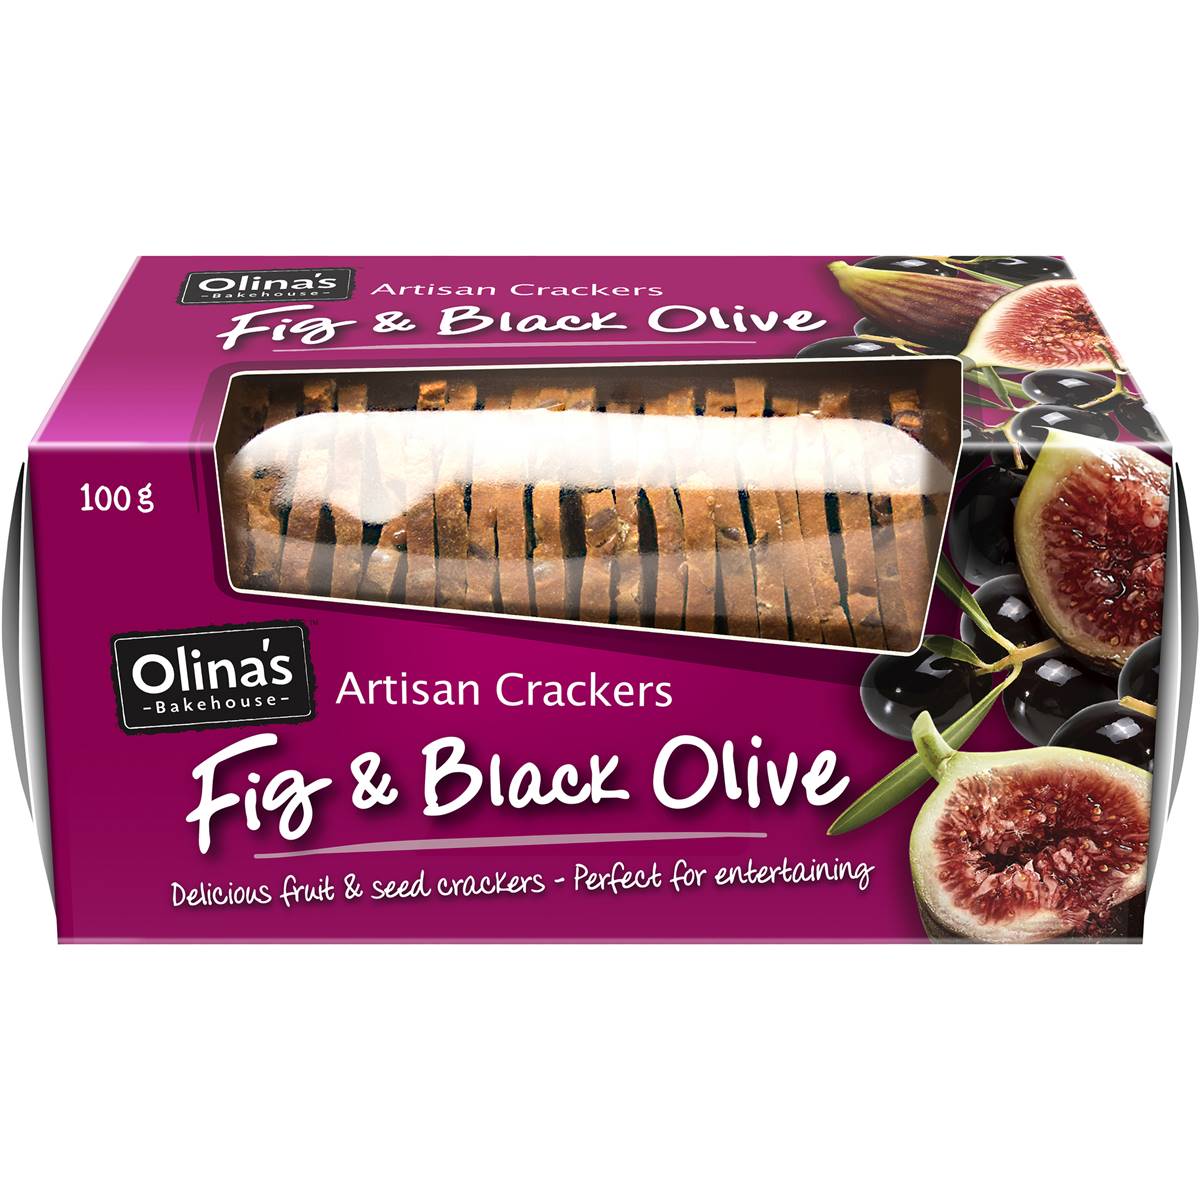 Olina's
-Bakehouse-
Artisan Crackers
Fig & Black Olive
100g
Olina's
-Bakehouse-
™
Artisan Crackers
Fig & Black Olive
Delicious fruit & seed crackers - Perfect for entertaining